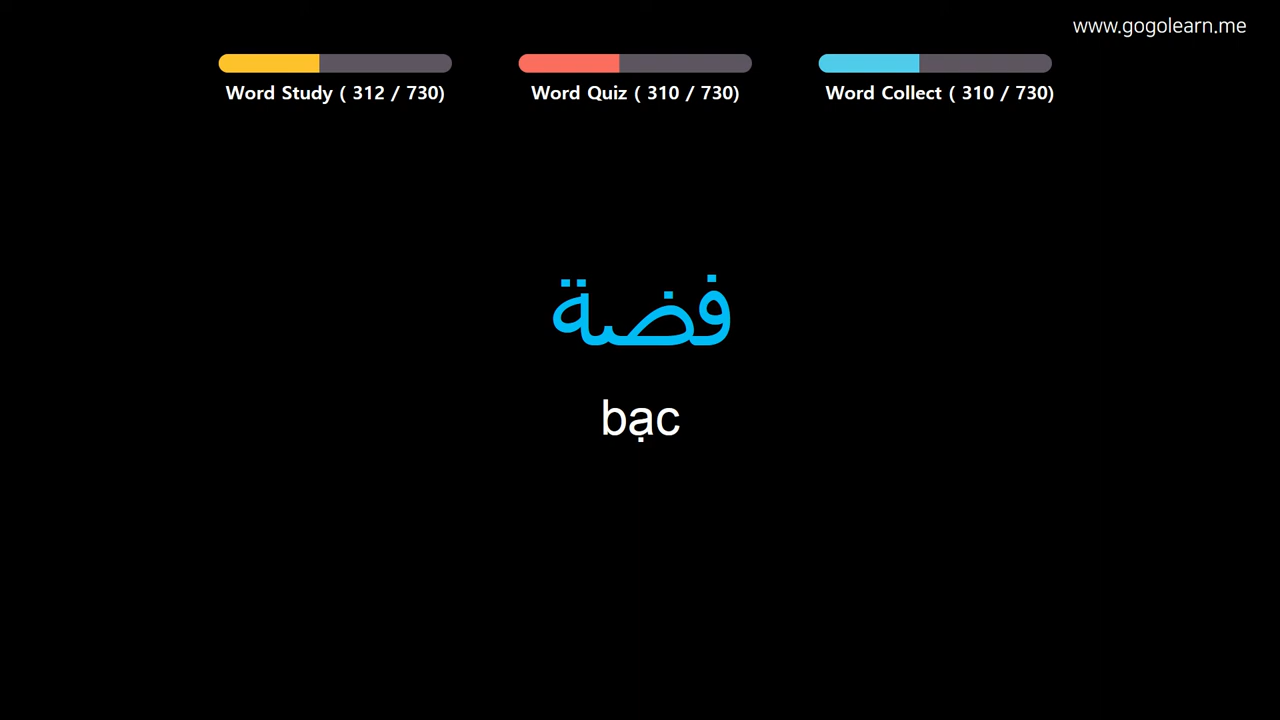 www.gogolearn.me
Word Study ( 312 / 730)
Word Quiz ( 310 / 730)
Word Collect ( 310 / 730)
فضة
bạc